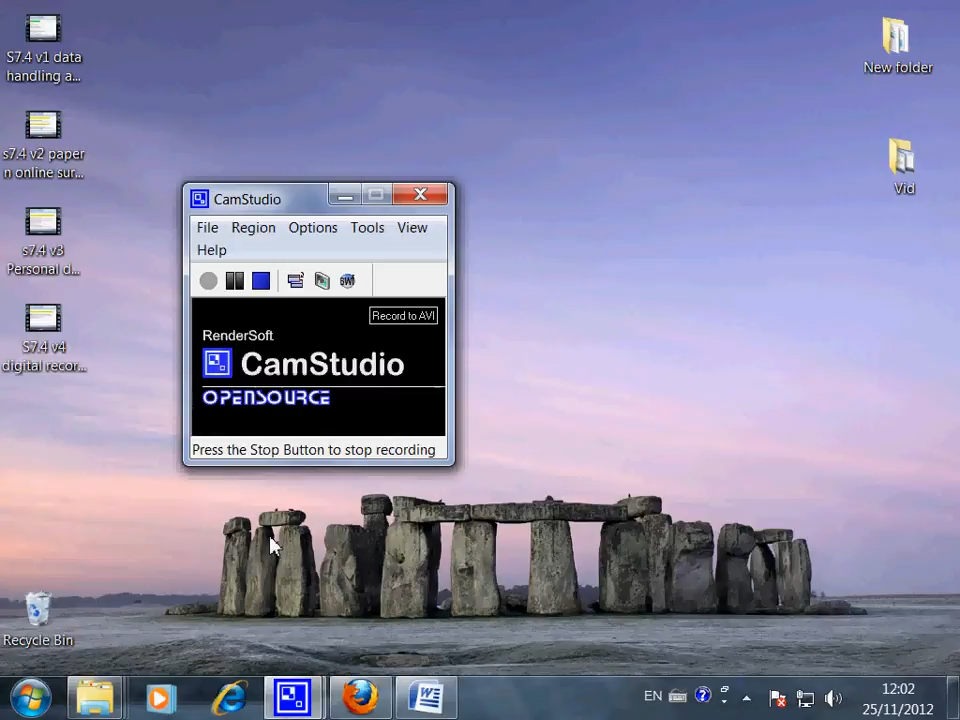 S7.4 v1 data
handling a...
s7.4 v2 paper
n online sur...
s7.4 v3
Personal d...
S7.4 v4
digital recor...
Recycle Bin
New folder
Vid
CamStudio
File Region Options Tools View
Help
SWF
Record to AVI
RenderSoft
CamStudio
OPENSOURCE
Press the Stop Button to stop recording
EN
12:02
25/11/2012